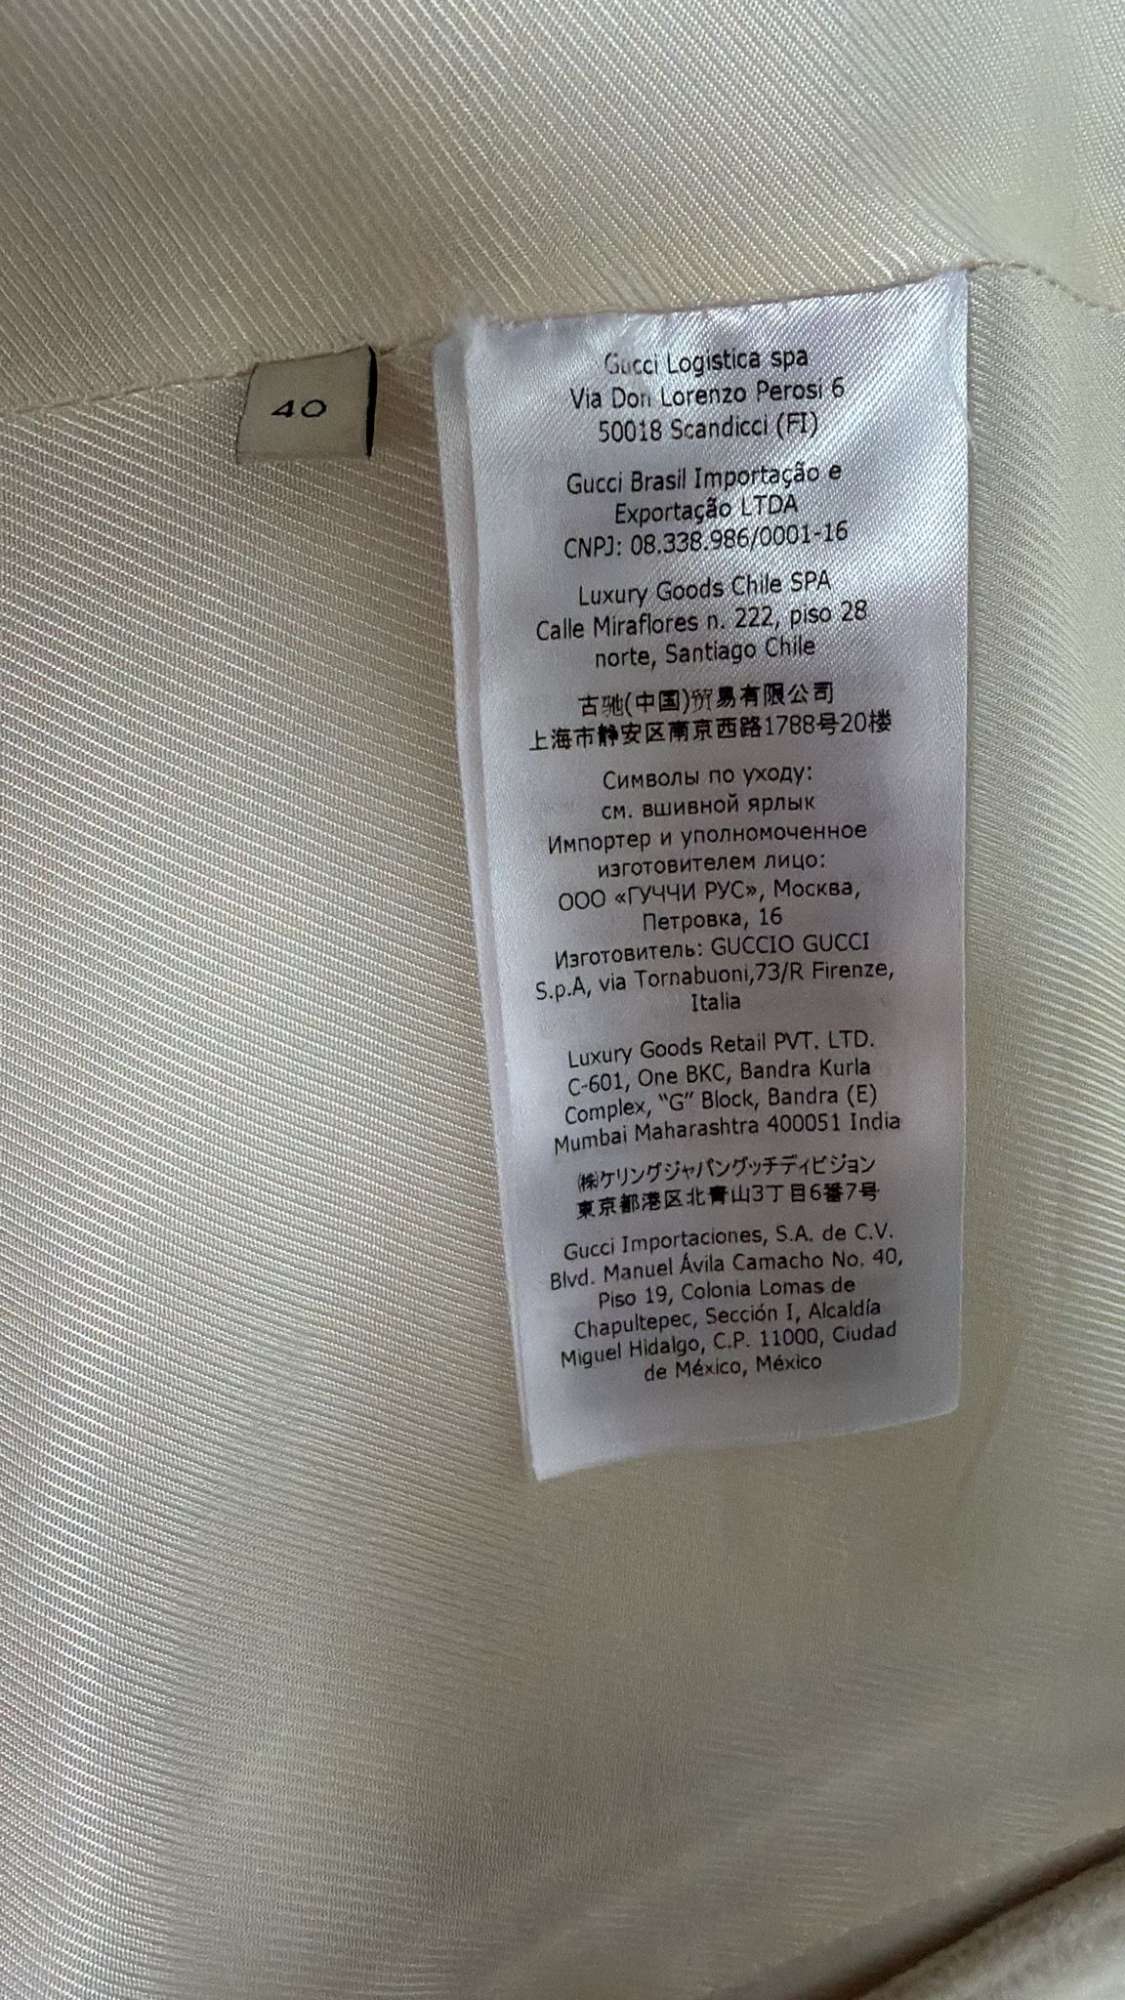 40
Gucci Logistica spa
Via Don Lorenzo Perosi 6
50018 Scandicci (FI)
Gucci Brasil Importação e
Exportação LTDA
CNPJ: 08.338.986/0001-16
Luxury Goods Chile SPA
Calle Miraflores n. 222, piso 28
norte, Santiago Chile
古驰(中国)贸易有限公司
上海市静安区南京西路1788号20楼
Символы по уходу:
см. вшивной ярлык
Импортер и уполномоченное
изготовителем лицо:
ООО «ГУЧЧИ РУС», Москва,
Петровка, 16
Изготовитель: GUCCIO GUCCI
S.p.A, via Tornabuoni,73/R Firenze,
Italia
Luxury Goods Retail PVT. LTD.
C-601, One BKC, Bandra Kurla
Complex, “G” Block, Bandra (E)
Mumbai Maharashtra 400051 India
㈱ケリングジャパングッチディビジョン
東京都港区北青山3丁目6番7号
Gucci Importaciones, S.A. de C.V.
Blvd. Manuel Ávila Camacho No. 40,
Piso 19, Colonia Lomas de
Chapultepec, Sección I, Alcaldía
Miguel Hidalgo, C.P. 11000, Ciudad
de México, México